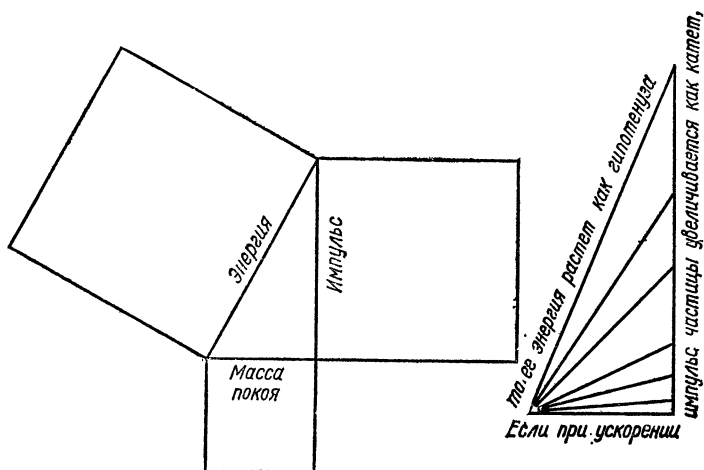 Энергия
Импульс
Масса
покоя
Если при ускорении
импульс частицы увеличивается как катет,
то ее энергия растет как гипотенуза